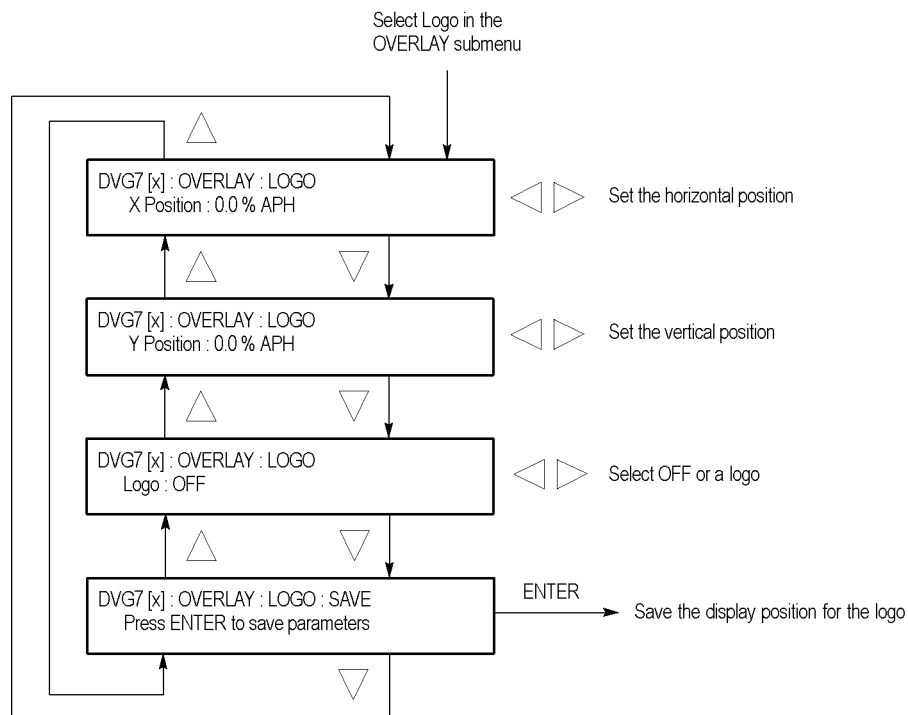 Select Logo in the
OVERLAY submenu
DVG7 [x] : OVERLAY : LOGO
X Position : 0.0 % APH
Set the horizontal position
DVG7 [x] : OVERLAY : LOGO
Y Position : 0.0 % APH
Set the vertical position
DVG7 [x] : OVERLAY : LOGO
Logo : OFF
Select OFF or a logo
DVG7 [x] : OVERLAY : LOGO : SAVE
Press ENTER to save parameters
ENTER
Save the display position for the logo